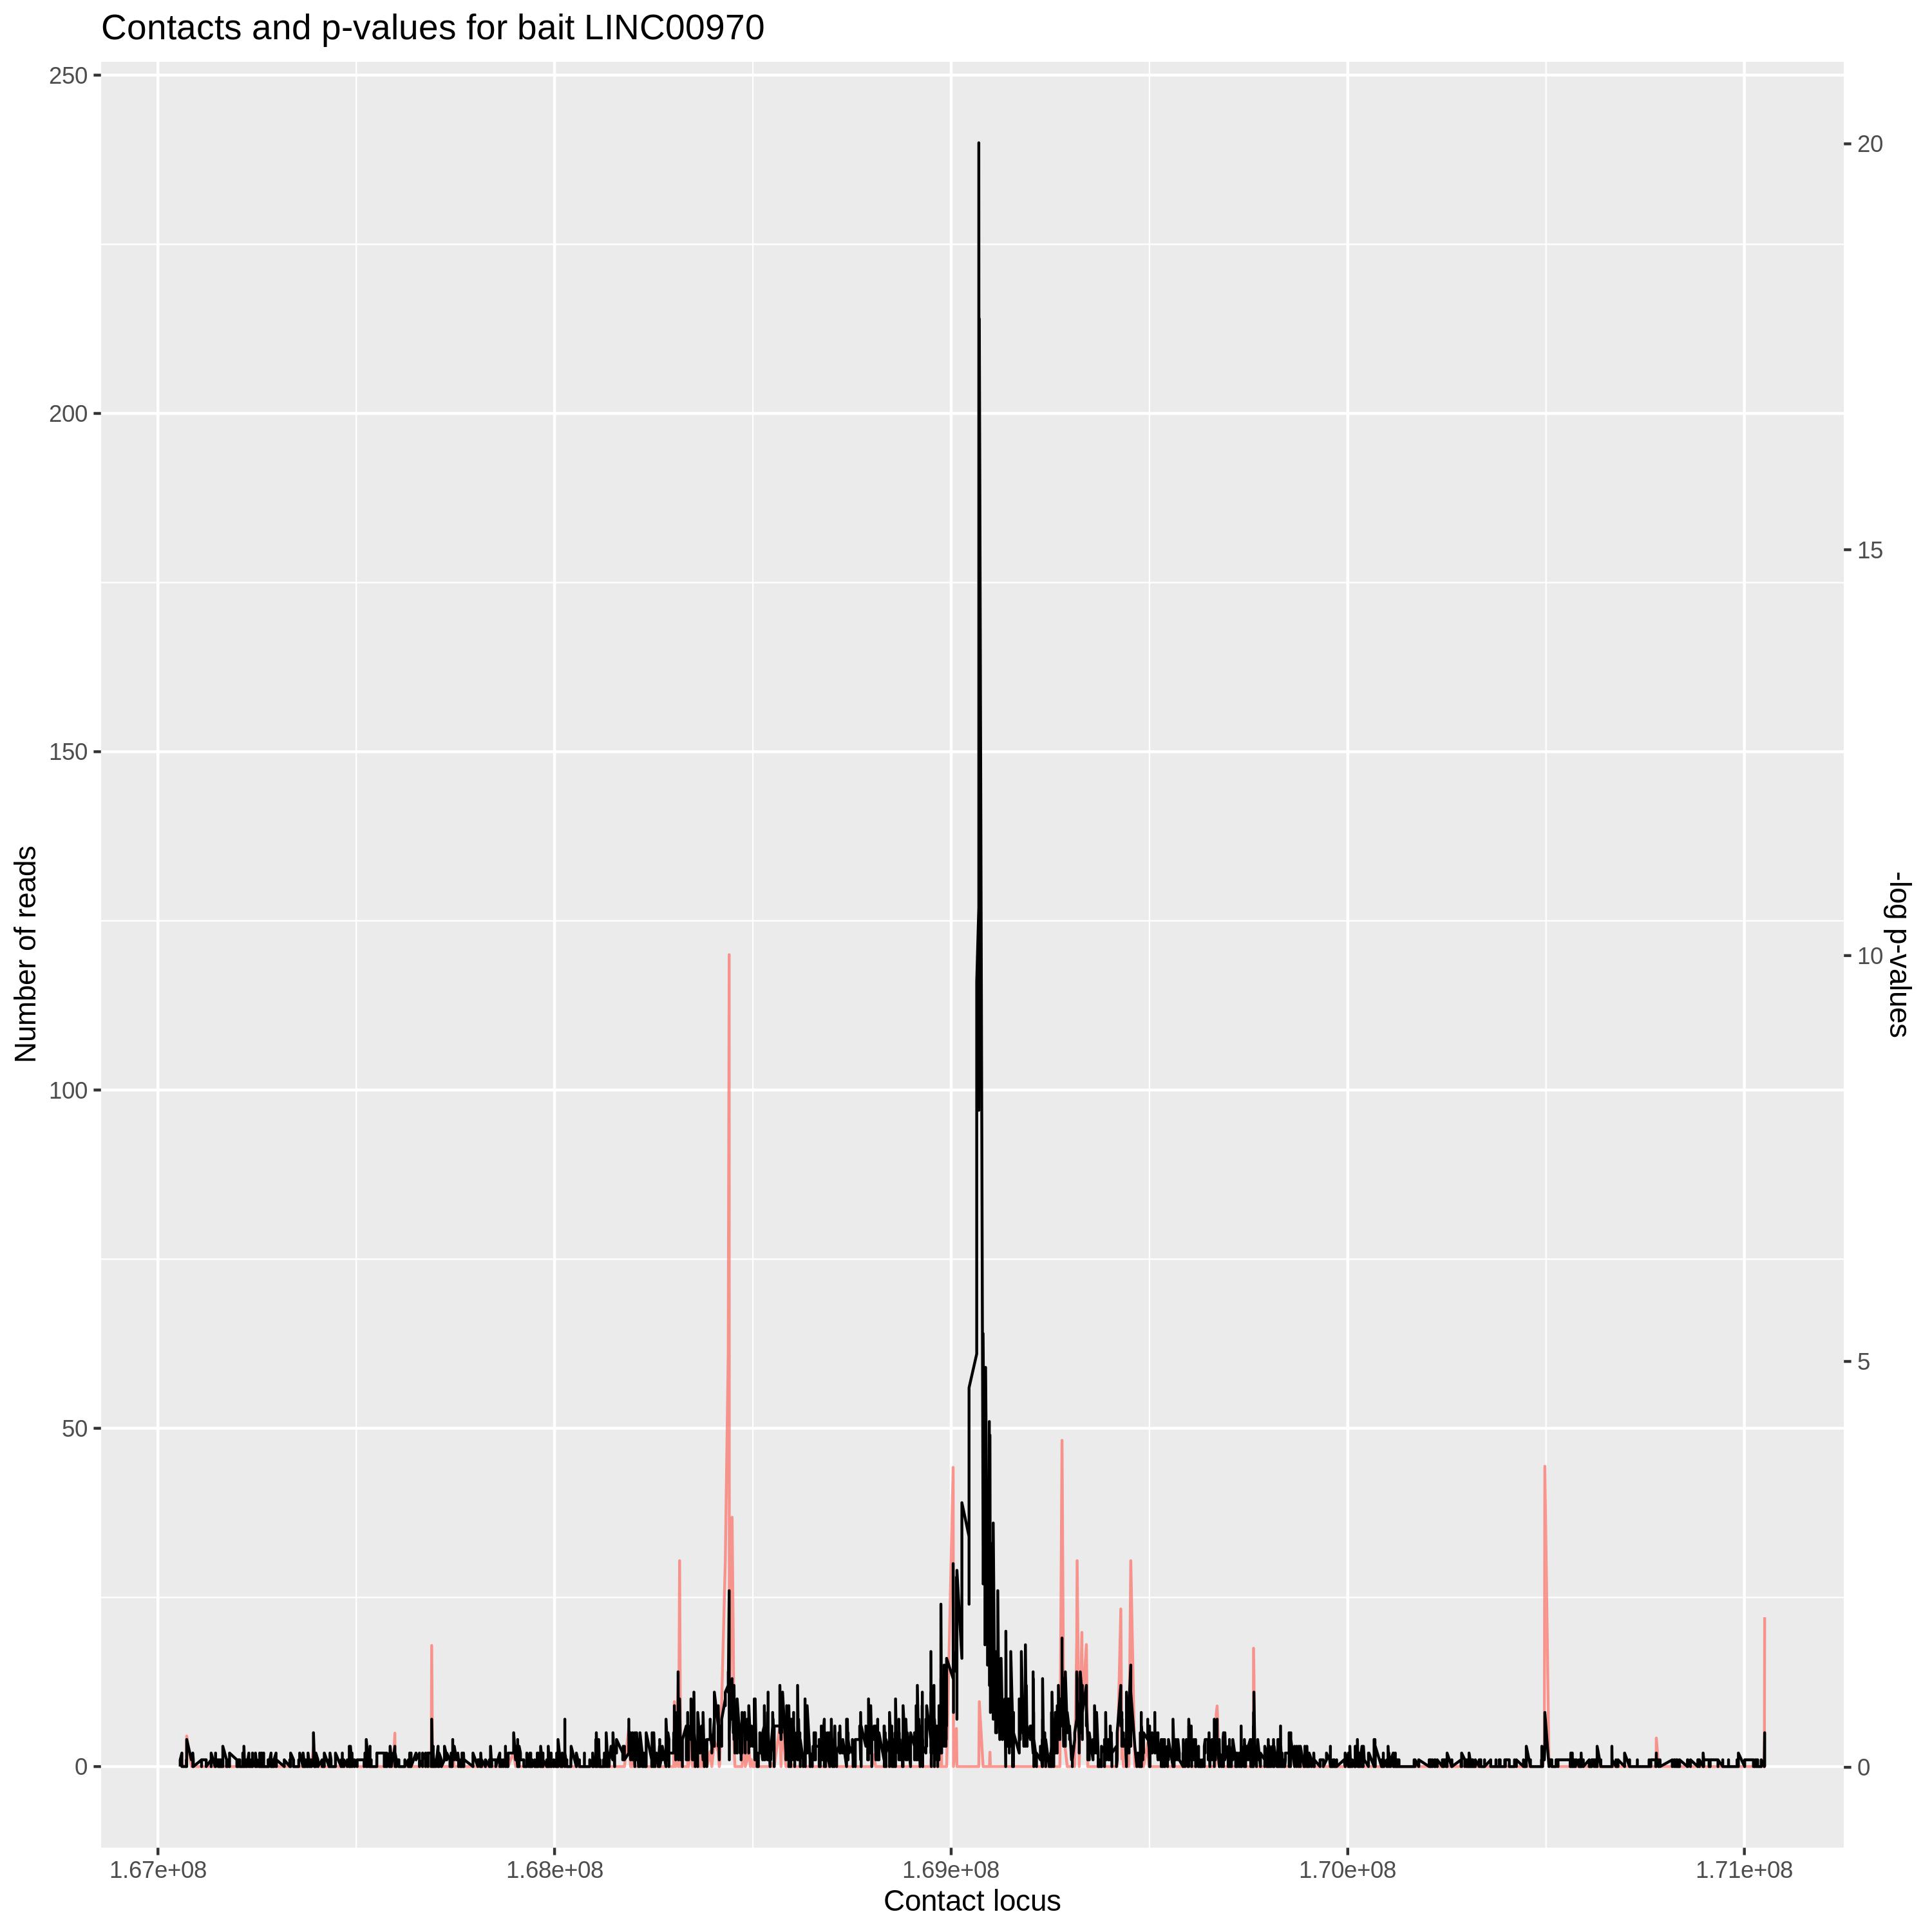 Contacts and p-values for bait LINC00970
Number of reads
250
200
150
100
50
0
20
15
10
5
0
-log p-values
1.67e+08 1.68e+08 1.69e+08 1.70e+08 1.71e+08
Contact locus